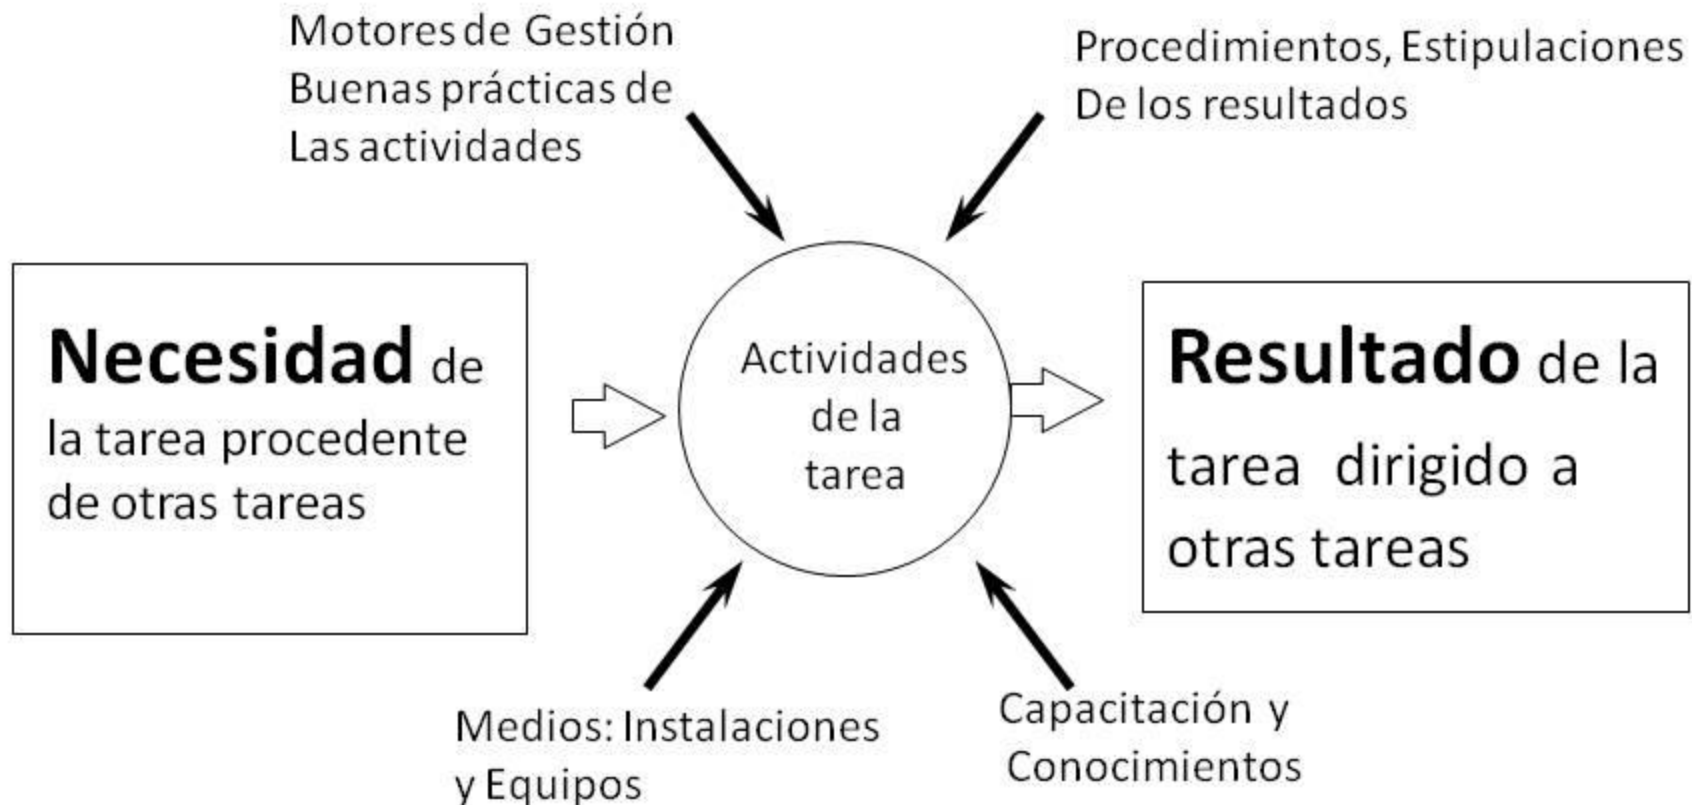 Motores de Gestión
Buenas prácticas de
Las actividades
Procedimientos, Estipulaciones
De los resultados
Necesidad de
la tarea procedente
de otras tareas
Actividades
de la
tarea
Resultado de la
tarea dirigido a
otras tareas
Medios: Instalaciones
y Equipos
Capacitación y
Conocimientos